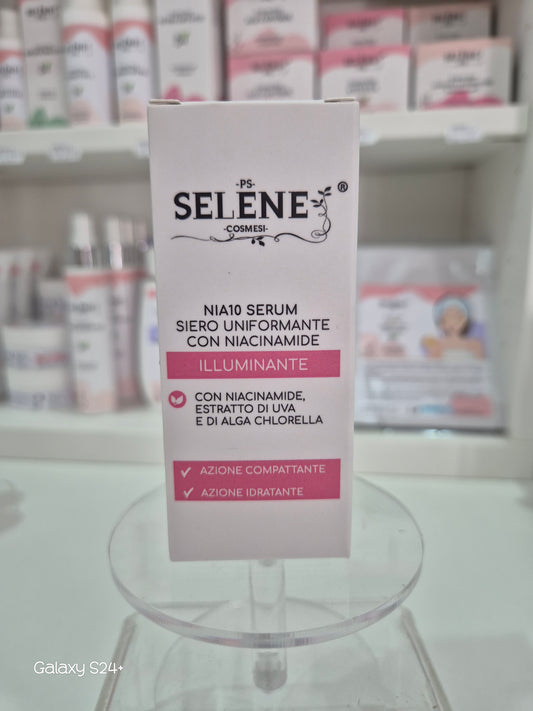 -PS-
SELENE®
-COSMESI-
NIA10 SERUM
SIERO UNIFORMANTE
CON NIACINAMIDE
ILLUMINANTE
CON NIACINAMIDE,
ESTRATTO DI UVA
E DI ALGA CHLORELLA
AZIONE COMPATTANTE
AZIONE IDRATANTE
Galaxy S24+